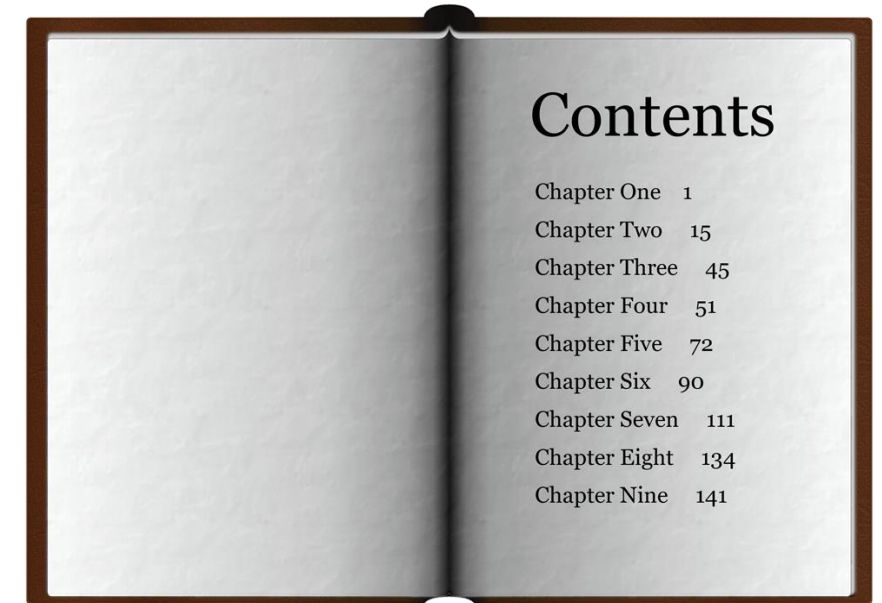 Contents
Chapter One 1
Chapter Two 15
Chapter Three 45
Chapter Four 51
Chapter Five 72
Chapter Six 90
Chapter Seven 111
Chapter Eight 134
Chapter Nine 141